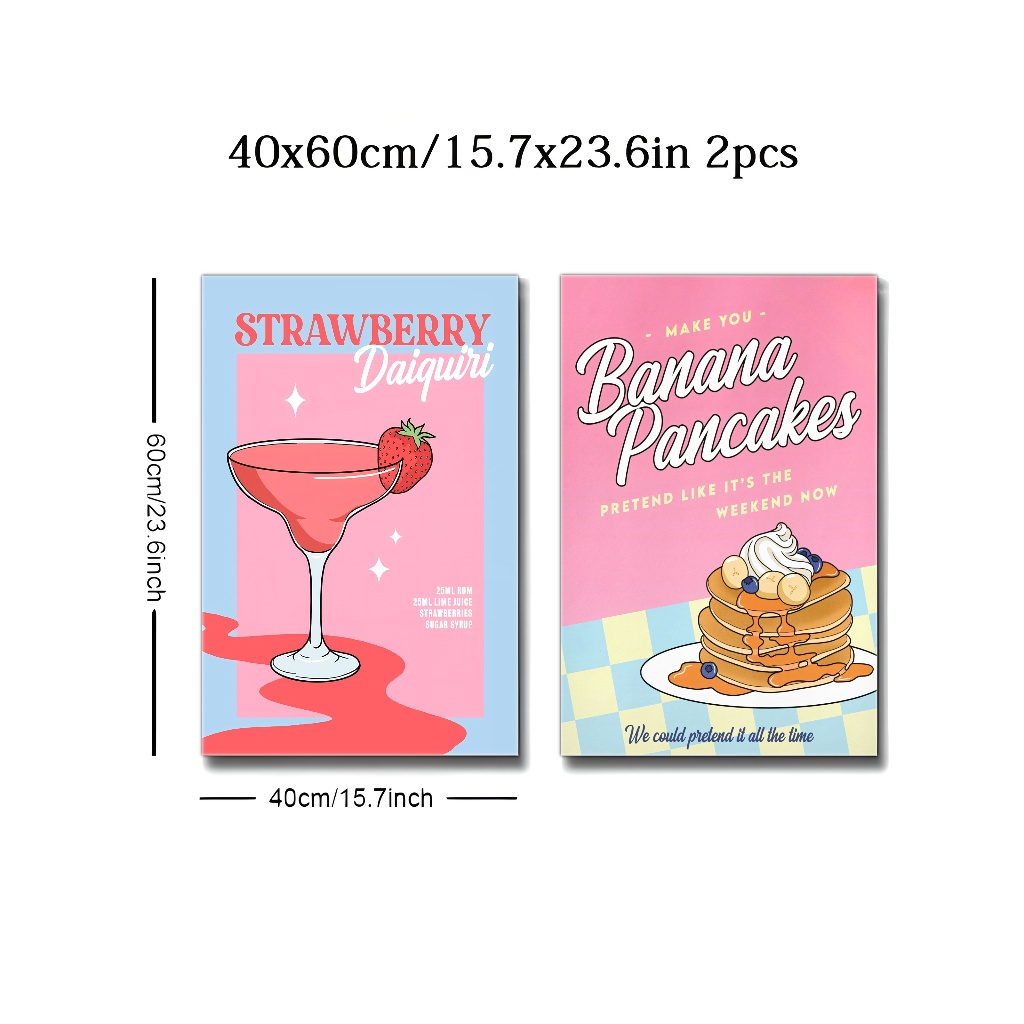 40x60cm/15.7x23.6in 2pcs
60cm/23.6inch
STRAWBERRY
Daiquiri
25ML RUM
25ML LIME JUICE
STRAWBERRIES
SUGAR SYRUP
40cm/15.7inch
- MAKE YOU -
Banana
Pancakes
PRETEND LIKE IT'S THE
WEEKEND NOW
We could pretend it all the time